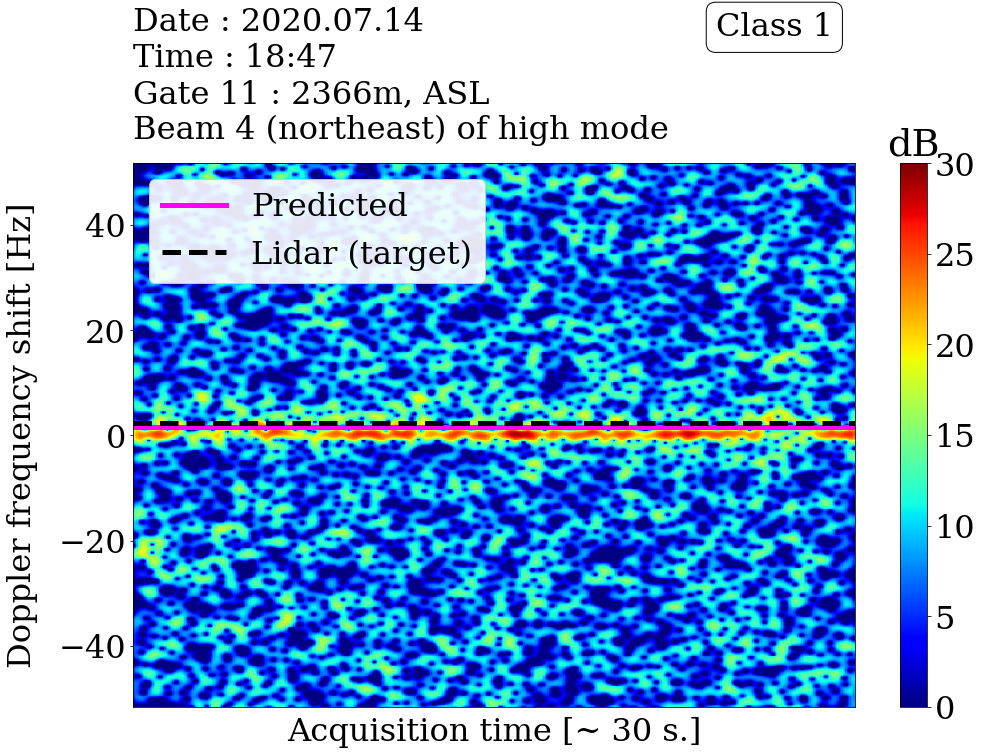 Date : 2020.07.14
Time : 18:47
Gate 11 : 2366m, ASL
Beam 4 (northeast) of high mode
Class 1
dB
Predicted
Lidar (target)
Doppler frequency shift [Hz]
40
20
0
−20
−40
Acquisition time [~ 30 s.]
30
25
20
15
10
5
0